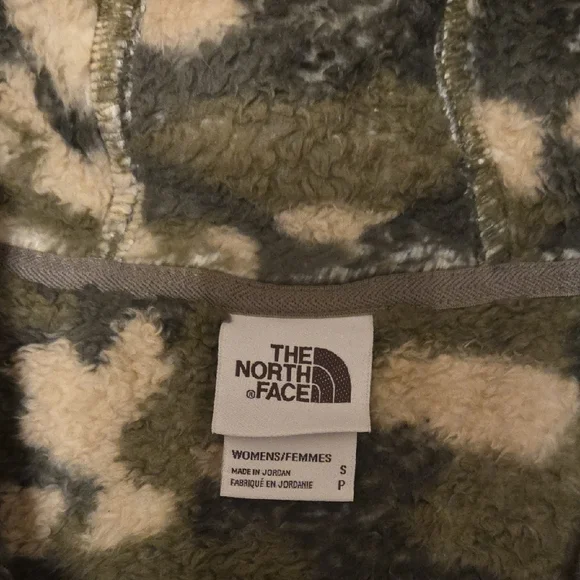 THE
NORTH
®FACE
WOMENS/FEMMES
MADE IN JORDAN S
FABRIQUÉ EN JORDANIE P